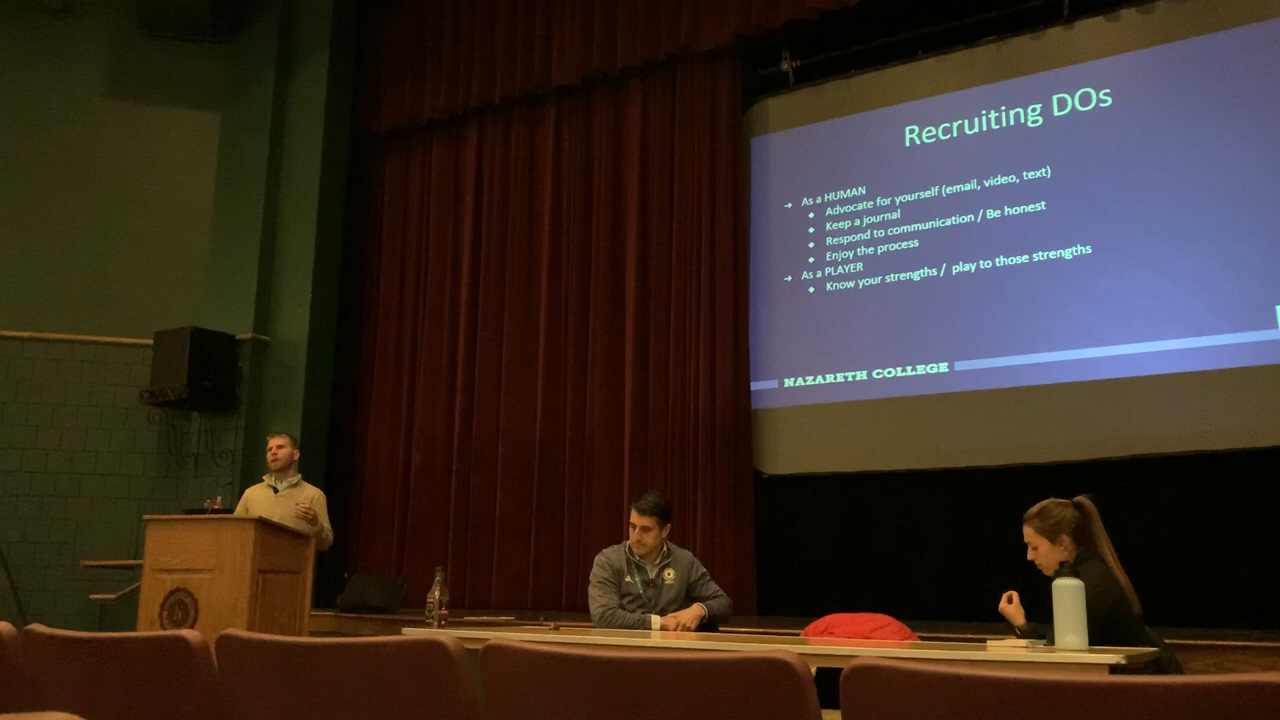 Recruiting DOs
➔ As a HUMAN
◆ Advocate for yourself (email, video, text)
◆ Keep a journal
◆ Respond to communication / Be honest
◆ Enjoy the process
➔ As a PLAYER
◆ Know your strengths / play to those strengths
NAZARETH COLLEGE
N